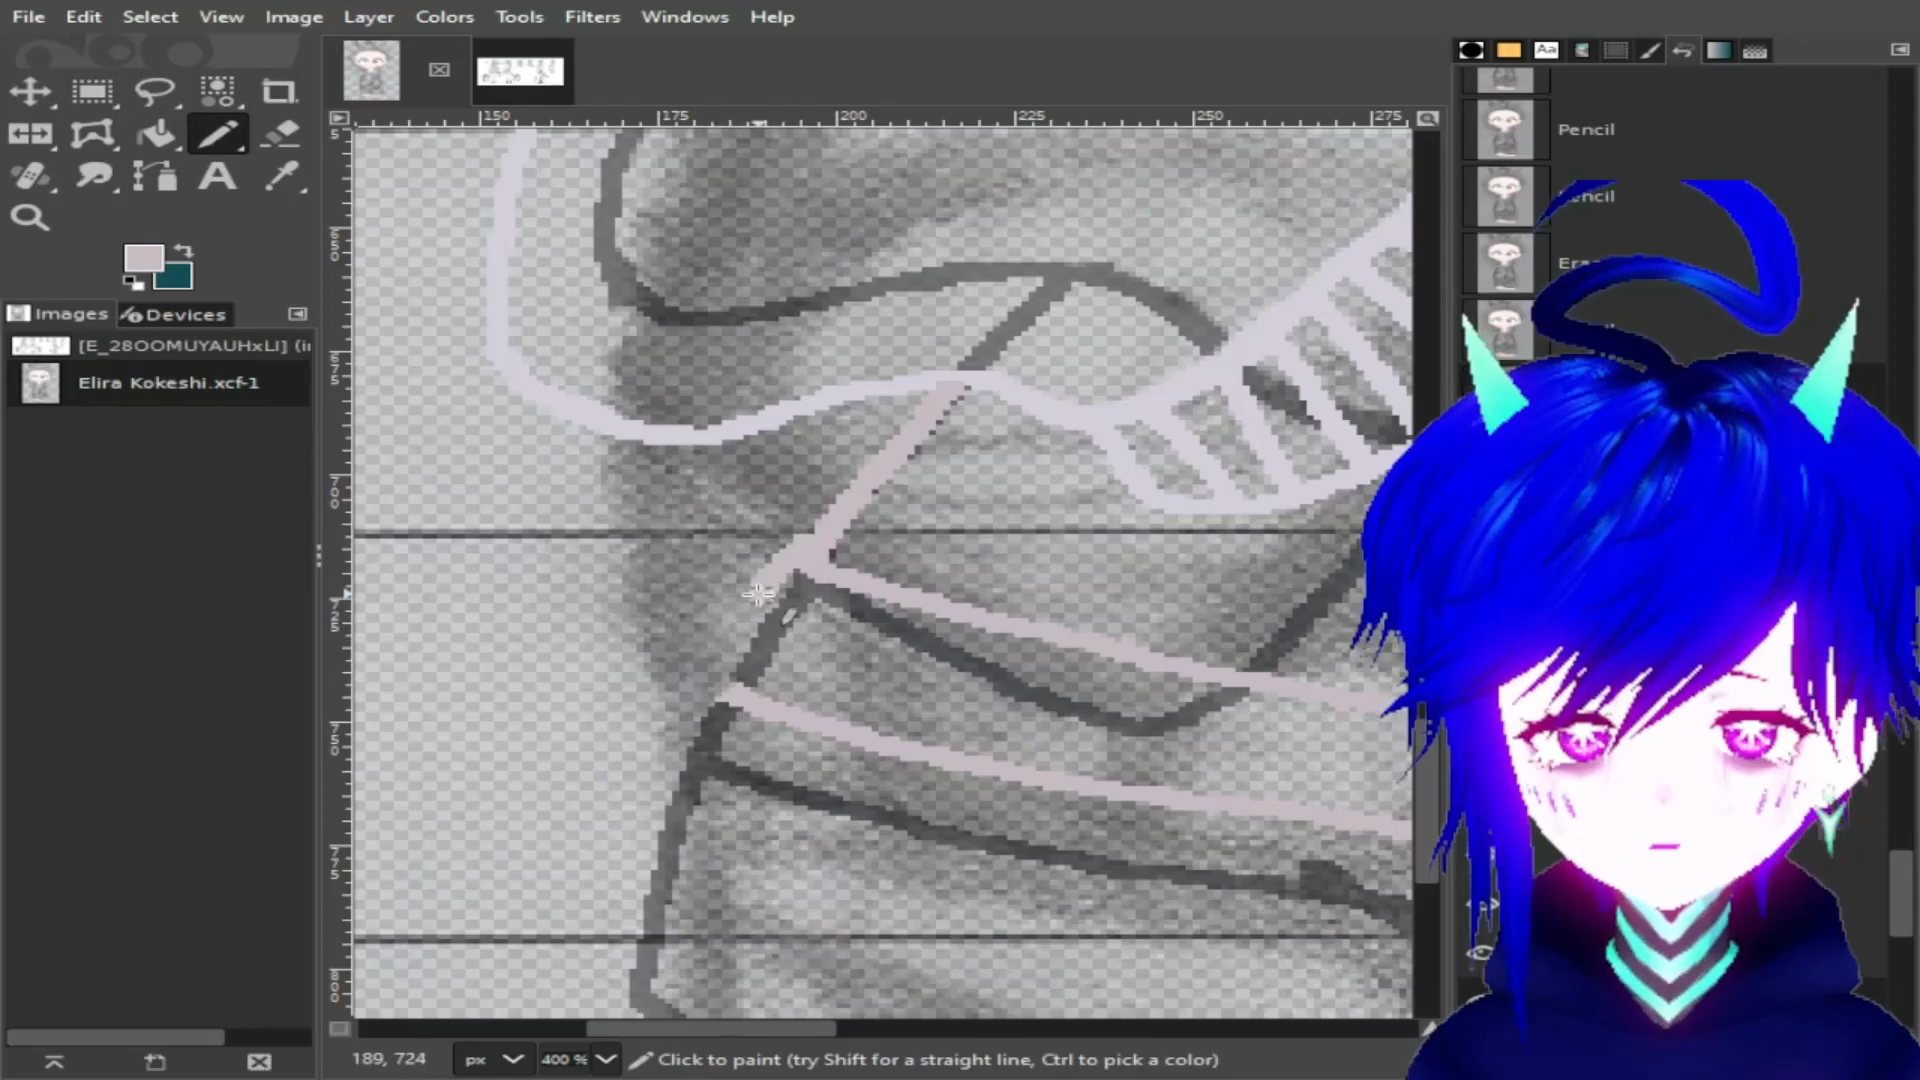 File Edit Select View Image Layer Colors Tools Filters Windows Help
Aa
150 175 200 225 250 275
Pencil
Images Devices
[E_28OOMUYAUHxLI] (i
Elira Kokeshi.xcf-1
189, 724 px 400 % Click to paint (try Shift for a straight line, Ctrl to pick a color)